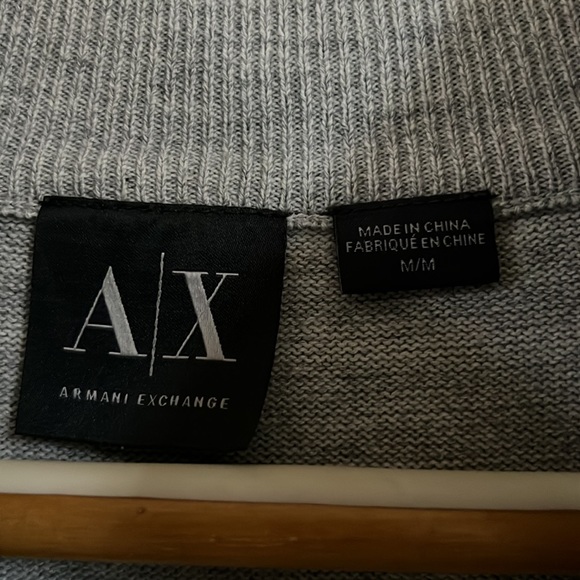 A|X
ARMANI EXCHANGE
MADE IN CHINA
FABRIQUÉ EN CHINE
M/M